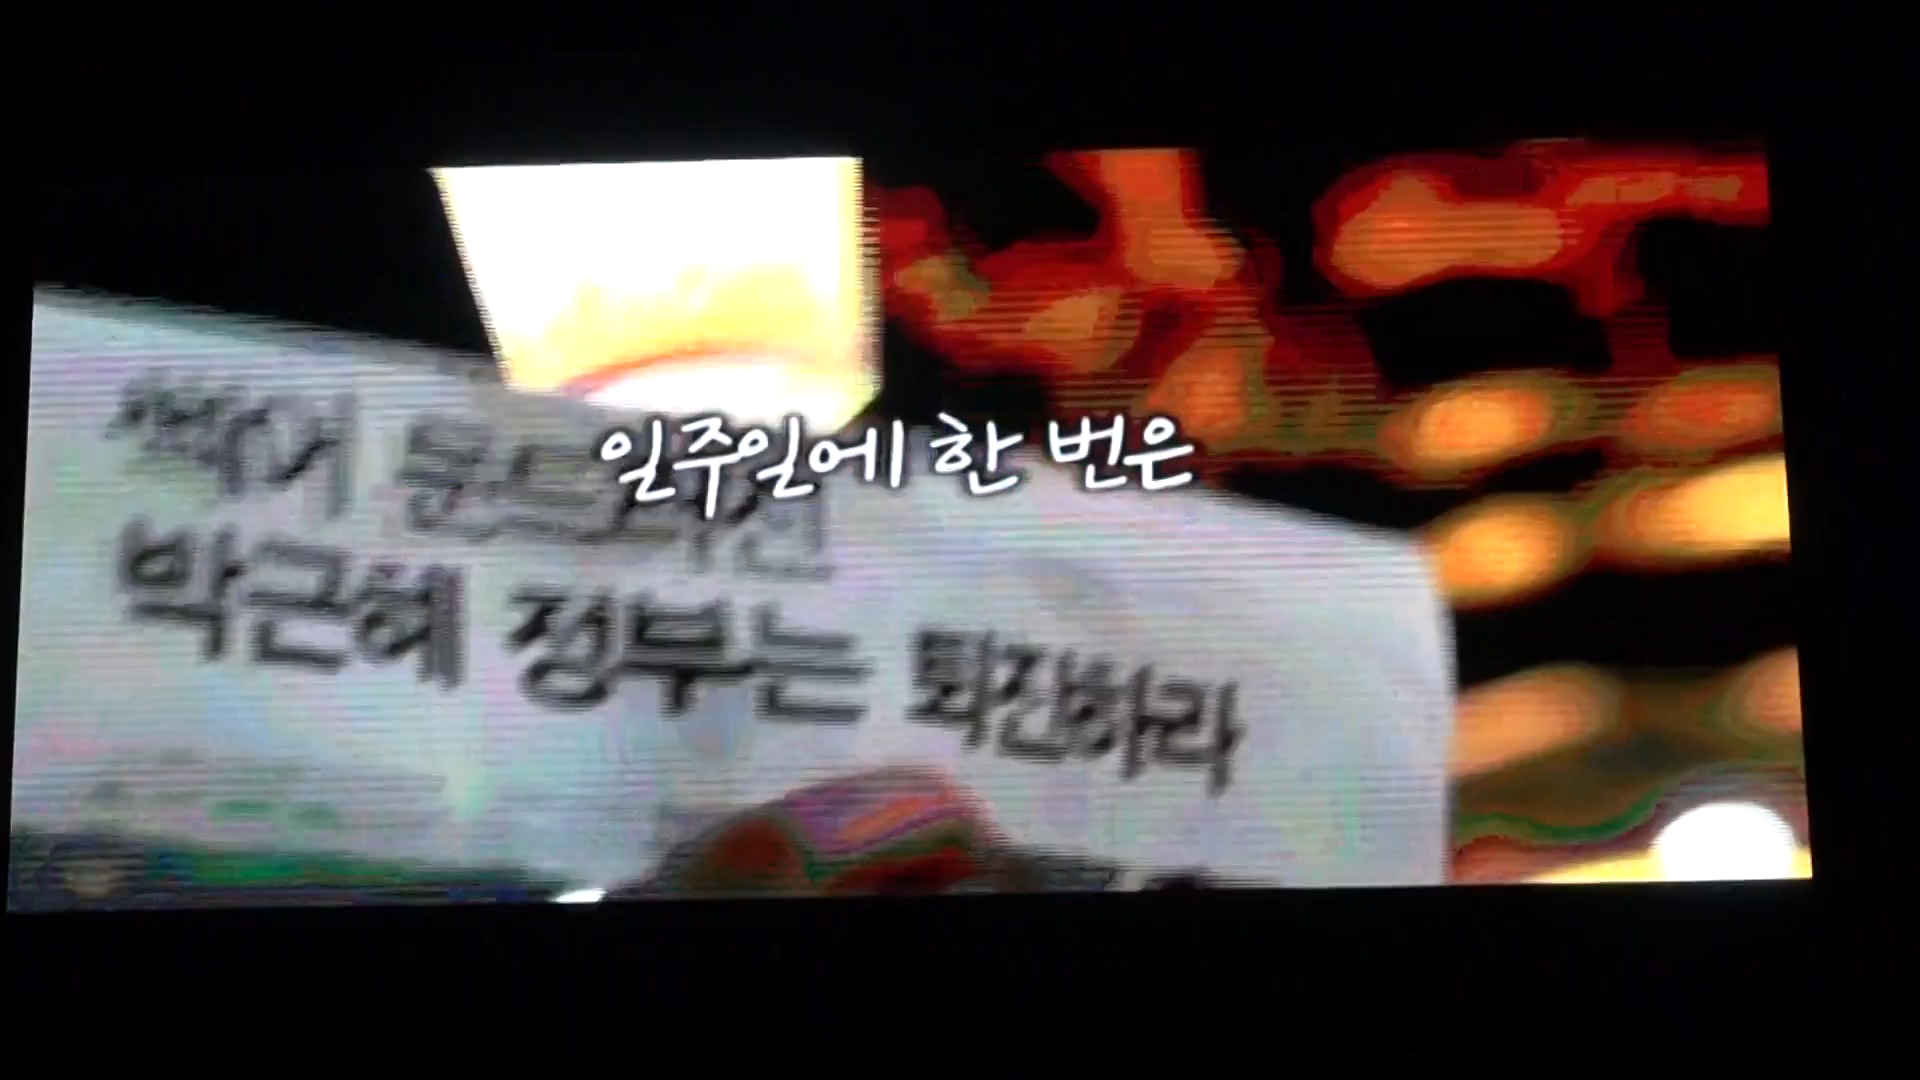 일주일에 한 번은
박근혜 정부는 퇴진하라